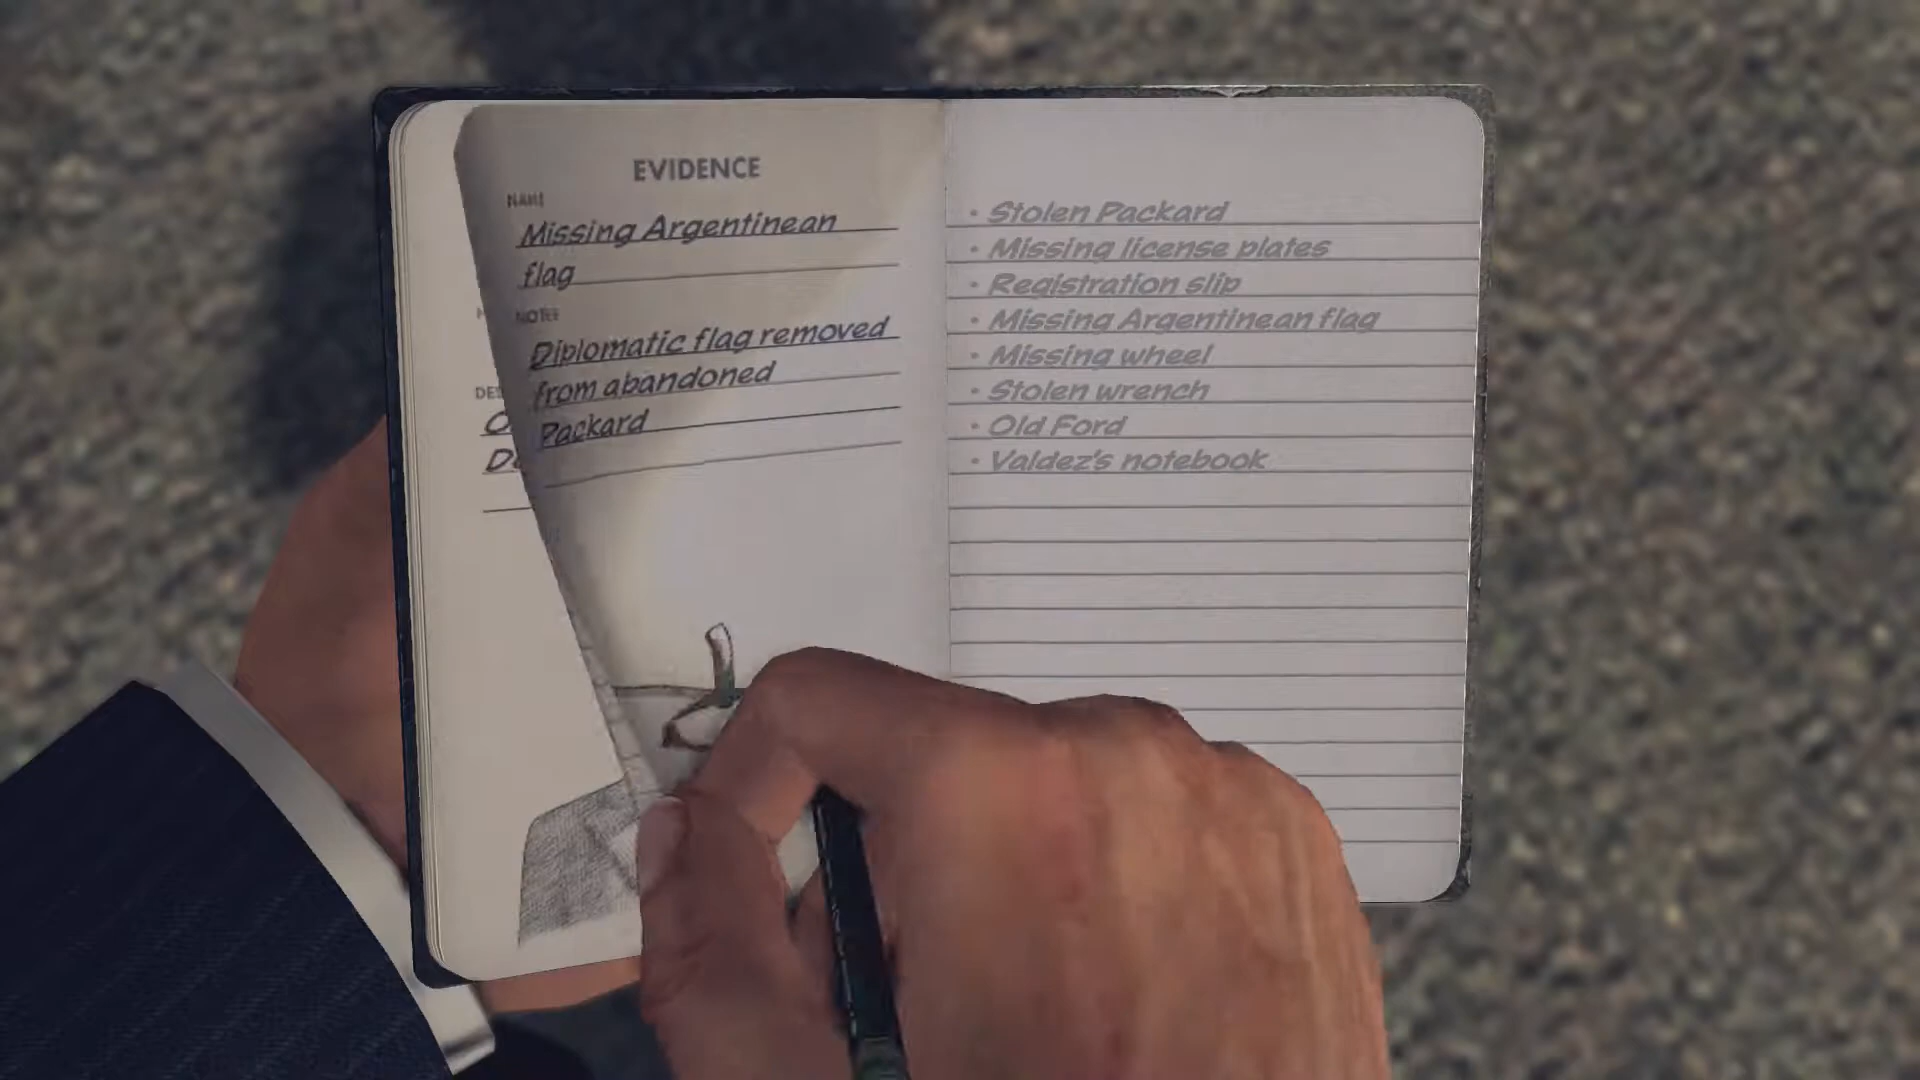 EVIDENCE
NAME
Missing Argentinean
flag
NOTES
Diplomatic flag removed
from abandoned
Packard
• Stolen Packard
• Missing license plates
• Registration slip
• Missing Argentinean flag
• Missing wheel
• Stolen wrench
• Old Ford
• Valdez's notebook